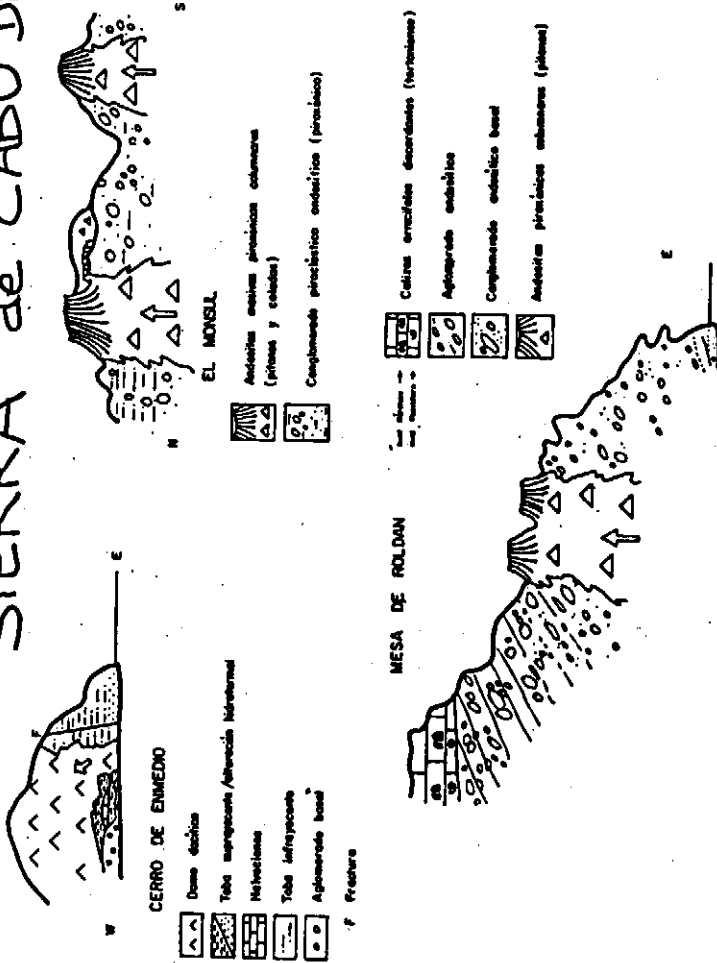 SIERRA de CABO D
W
E
F
CERRO DE ENMEDIO
Domo dacítico
Toba suprayacente /alteración hidrotermal
Toba infrayacente
Aglomerado basal
F Fractura
N
S
EL MONSUL
Andesitas masivas piroxénicas columnares
(pitones y coladas)
Conglomerado piroclástico andesítico (piroxénico)
MESA DE ROLDAN
E
Calizas arrecifales discordantes (tortoniense)
Aglomerado andesítico
Conglomerado andesítico basal
Andesitas piroxénicas columnares (pitones)